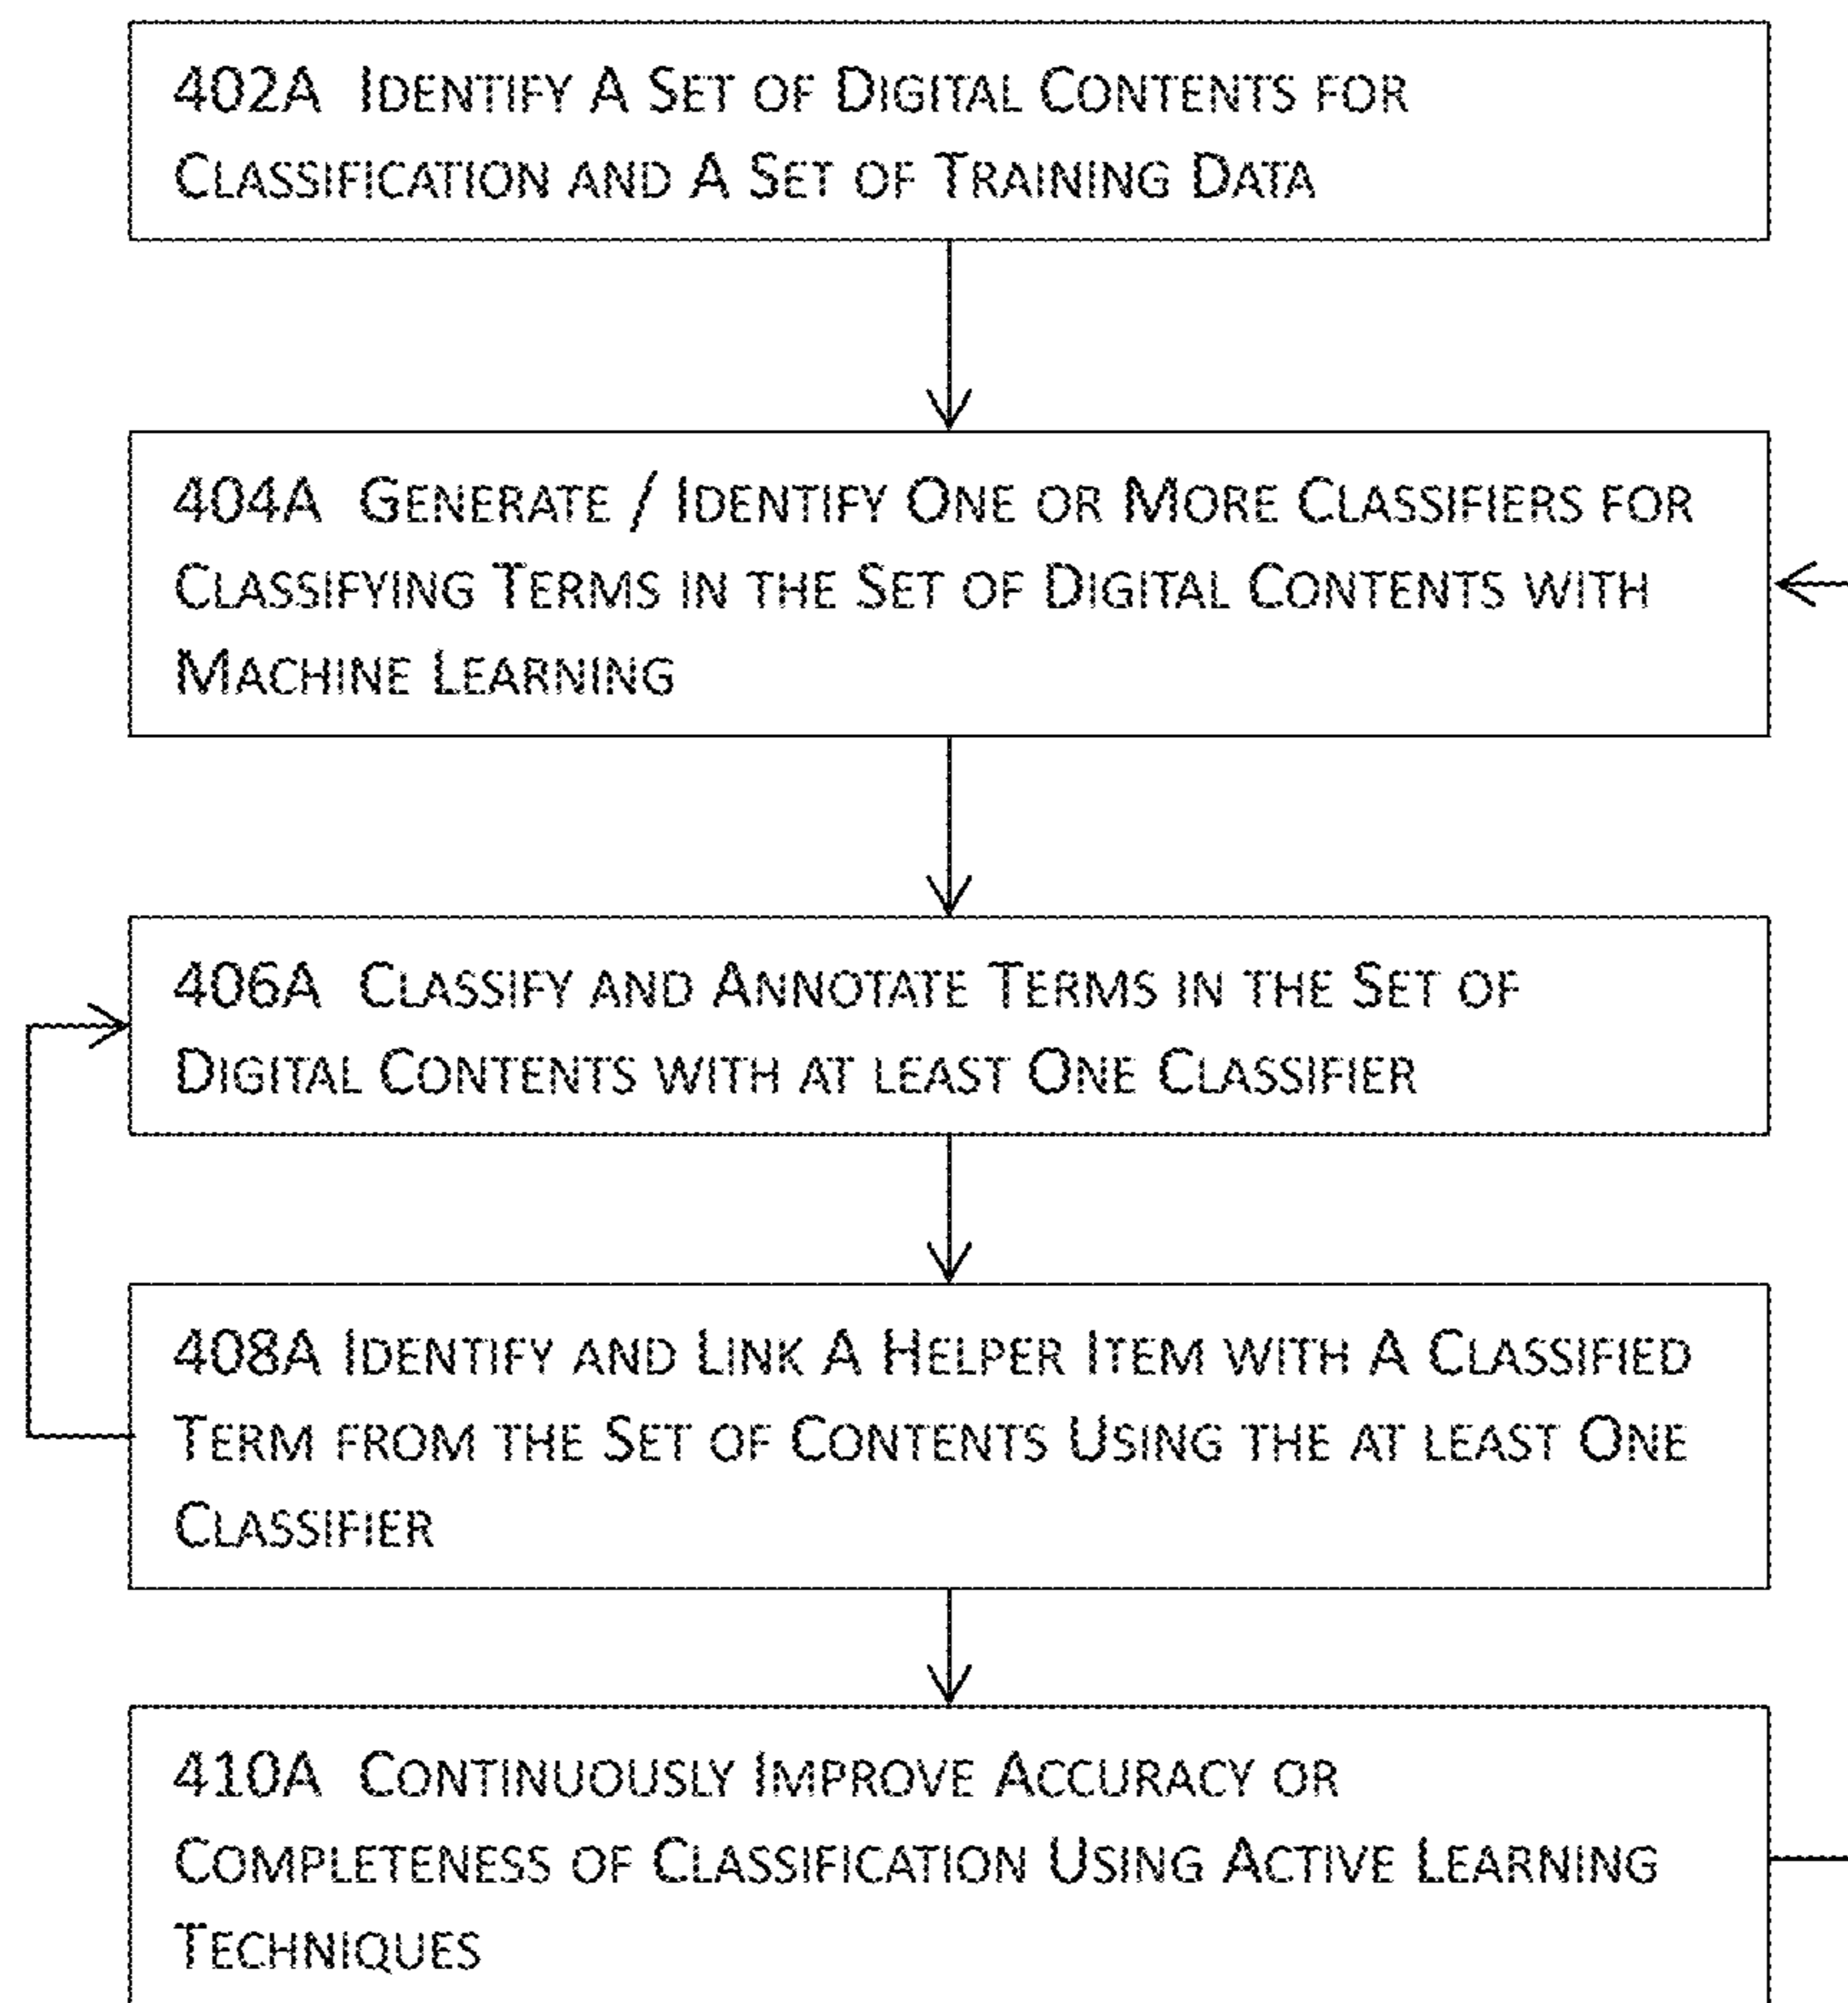 402A Identify A Set of Digital Contents for
Classification and A Set of Training Data
404A Generate / Identify One or More Classifiers for
Classifying Terms in the Set of Digital Contents with
Machine Learning
406A Classify and Annotate Terms in the Set of
Digital Contents with at least One Classifier
408A Identify and Link A Helper Item with A Classified
Term from the Set of Contents Using the at least One
Classifier
410A Continuously Improve Accuracy or
Completeness of Classification Using Active Learning
Techniques